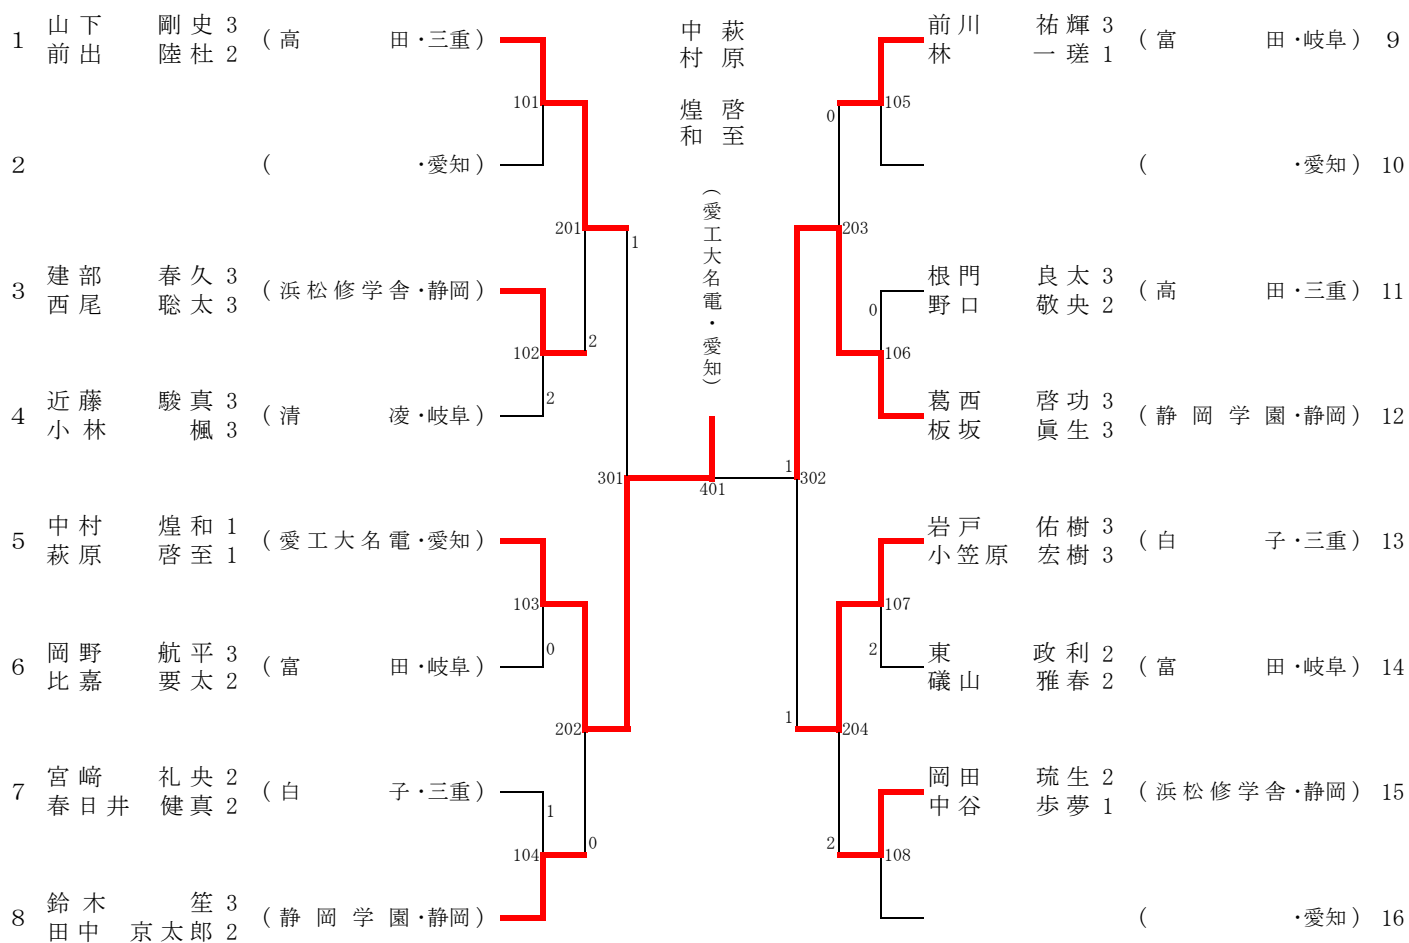 1 山下 剛史 3 (高 田・三重)
前出 陸杜 2
2 ( ・愛知)
3 建部 春久 3 (浜松修学舎・静岡)
西尾 聡太 3
4 近藤 駿真 3 (清 凌・岐阜)
小林 楓 3
5 中村 煌和 1 (愛工大名電・愛知)
萩原 啓至 1
6 岡野 航平 3 (富 田・岐阜)
比嘉 要太 2
7 宮﨑 礼央 2 (白 子・三重)
春日井 健真 2
8 鈴木 笙 3 (静岡学園・静岡)
田中 京太郎 2
101
102
2
103
0
104
1
201
2
202
0
301
1
萩原 啓至
中村 煌和
(愛工大名電・愛知)
401
302
1
1
203
0
204
2
105
106
0
107
2
108
前川 祐輝 3 (富 田・岐阜) 9
林 一瑳 1
( ・愛知) 10
根門 良太 3 (高 田・三重) 11
野口 敬央 2
葛西 啓功 3 (静岡学園・静岡) 12
板坂 眞生 3
岩戸 佑樹 3 (白 子・三重) 13
小笠原 宏樹 3
東 政利 2 (富 田・岐阜) 14
礒山 雅春 2
岡田 琉生 2 (浜松修学舎・静岡) 15
中谷 歩夢 1
( ・愛知) 16